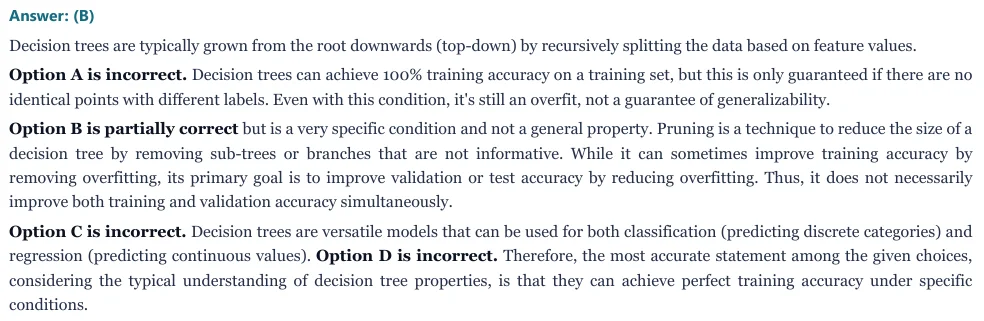 Answer: (B)
Decision trees are typically grown from the root downwards (top-down) by recursively splitting the data based on feature values.
Option A is incorrect. Decision trees can achieve 100% training accuracy on a training set, but this is only guaranteed if there are no
identical points with different labels. Even with this condition, it's still an overfit, not a guarantee of generalizability.
Option B is partially correct but is a very specific condition and not a general property. Pruning is a technique to reduce the size of a
decision tree by removing sub-trees or branches that are not informative. While it can sometimes improve training accuracy by
removing overfitting, its primary goal is to improve validation or test accuracy by reducing overfitting. Thus, it does not necessarily
improve both training and validation accuracy simultaneously.
Option C is incorrect. Decision trees are versatile models that can be used for both classification (predicting discrete categories) and
regression (predicting continuous values). Option D is incorrect. Therefore, the most accurate statement among the given choices,
considering the typical understanding of decision tree properties, is that they can achieve perfect training accuracy under specific
conditions.